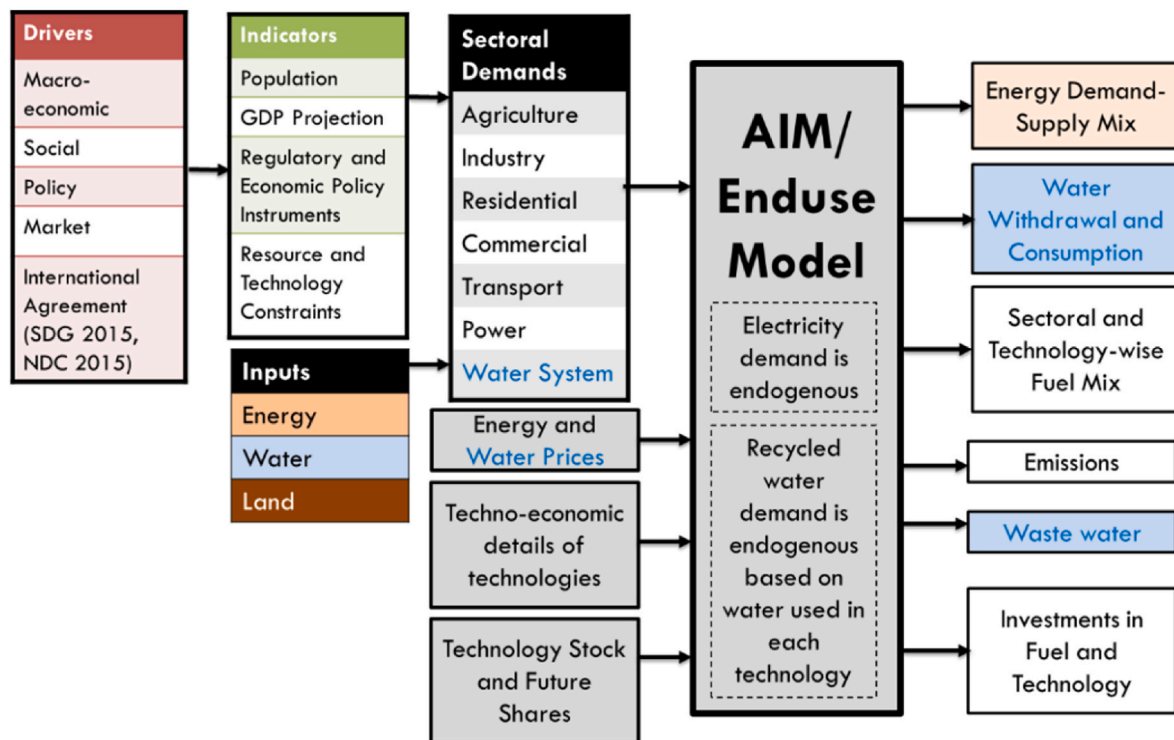 Drivers
Macro-
economic
Social
Policy
Market
International
Agreement
(SDG 2015,
NDC 2015)
Indicators
Population
GDP Projection
Regulatory and
Economic Policy
Instruments
Resource and
Technology
Constraints
Inputs
Energy
Water
Land
Sectoral
Demands
Agriculture
Industry
Residential
Commercial
Transport
Power
Water System
Energy and
Water Prices
Techno-economic
details of
technologies
Technology Stock
and Future
Shares
AIM/
Enduse
Model
Electricity
demand is
endogenous
Recycled
water
demand is
endogenous
based on
water used in
each
technology
Energy Demand-
Supply Mix
Water
Withdrawal and
Consumption
Sectoral and
Technology-wise
Fuel Mix
Emissions
Waste water
Investments in
Fuel and
Technology